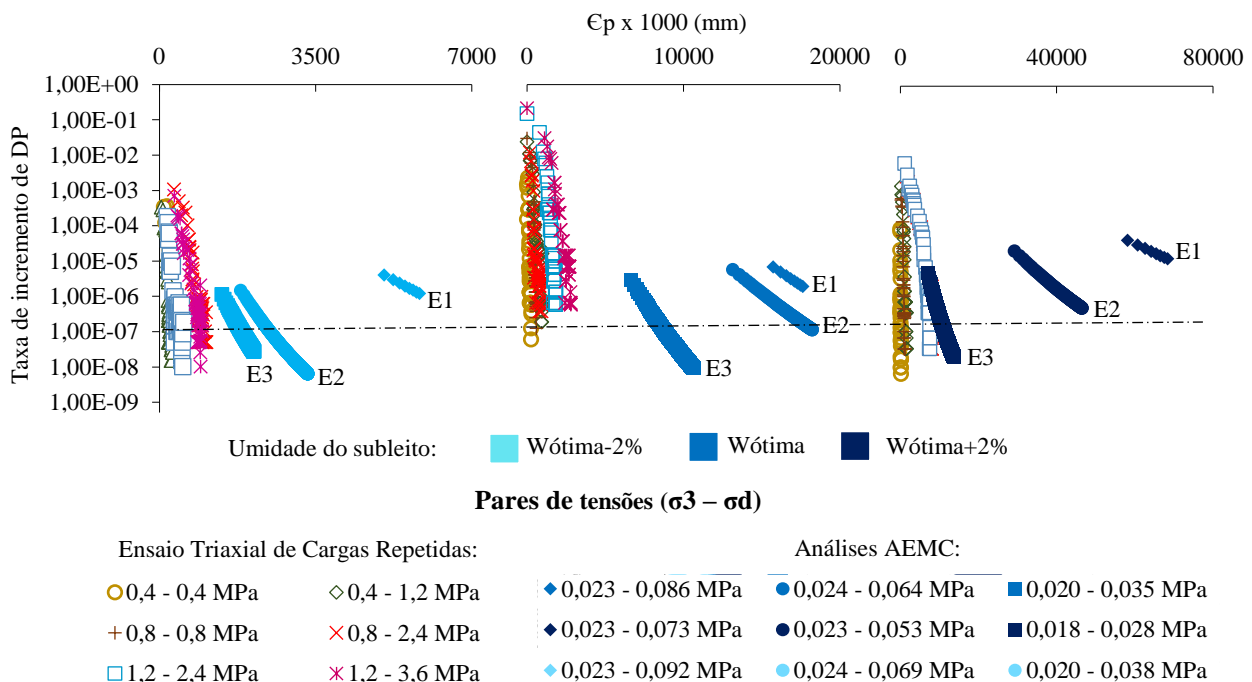 Єp x 1000 (mm)
0 3500 7000 0 10000 20000 0 40000 80000
Taxa de incremento de DP
1,00E+00
1,00E-01
1,00E-02
1,00E-03
1,00E-04
1,00E-05
1,00E-06
1,00E-07
1,00E-08
1,00E-09
E1
E2
E3
E1
E2
E3
E1
E2
E3
Umidade do subleito: Wótima-2% Wótima Wótima+2%
Pares de tensões (σ3 – σd)
Ensaio Triaxial de Cargas Repetidas:
0,4 - 0,4 MPa 0,4 - 1,2 MPa
0,8 - 0,8 MPa 0,8 - 2,4 MPa
1,2 - 2,4 MPa 1,2 - 3,6 MPa
Análises AEMC:
0,023 - 0,086 MPa 0,024 - 0,064 MPa 0,020 - 0,035 MPa
0,023 - 0,073 MPa 0,023 - 0,053 MPa 0,018 - 0,028 MPa
0,023 - 0,092 MPa 0,024 - 0,069 MPa 0,020 - 0,038 MPa